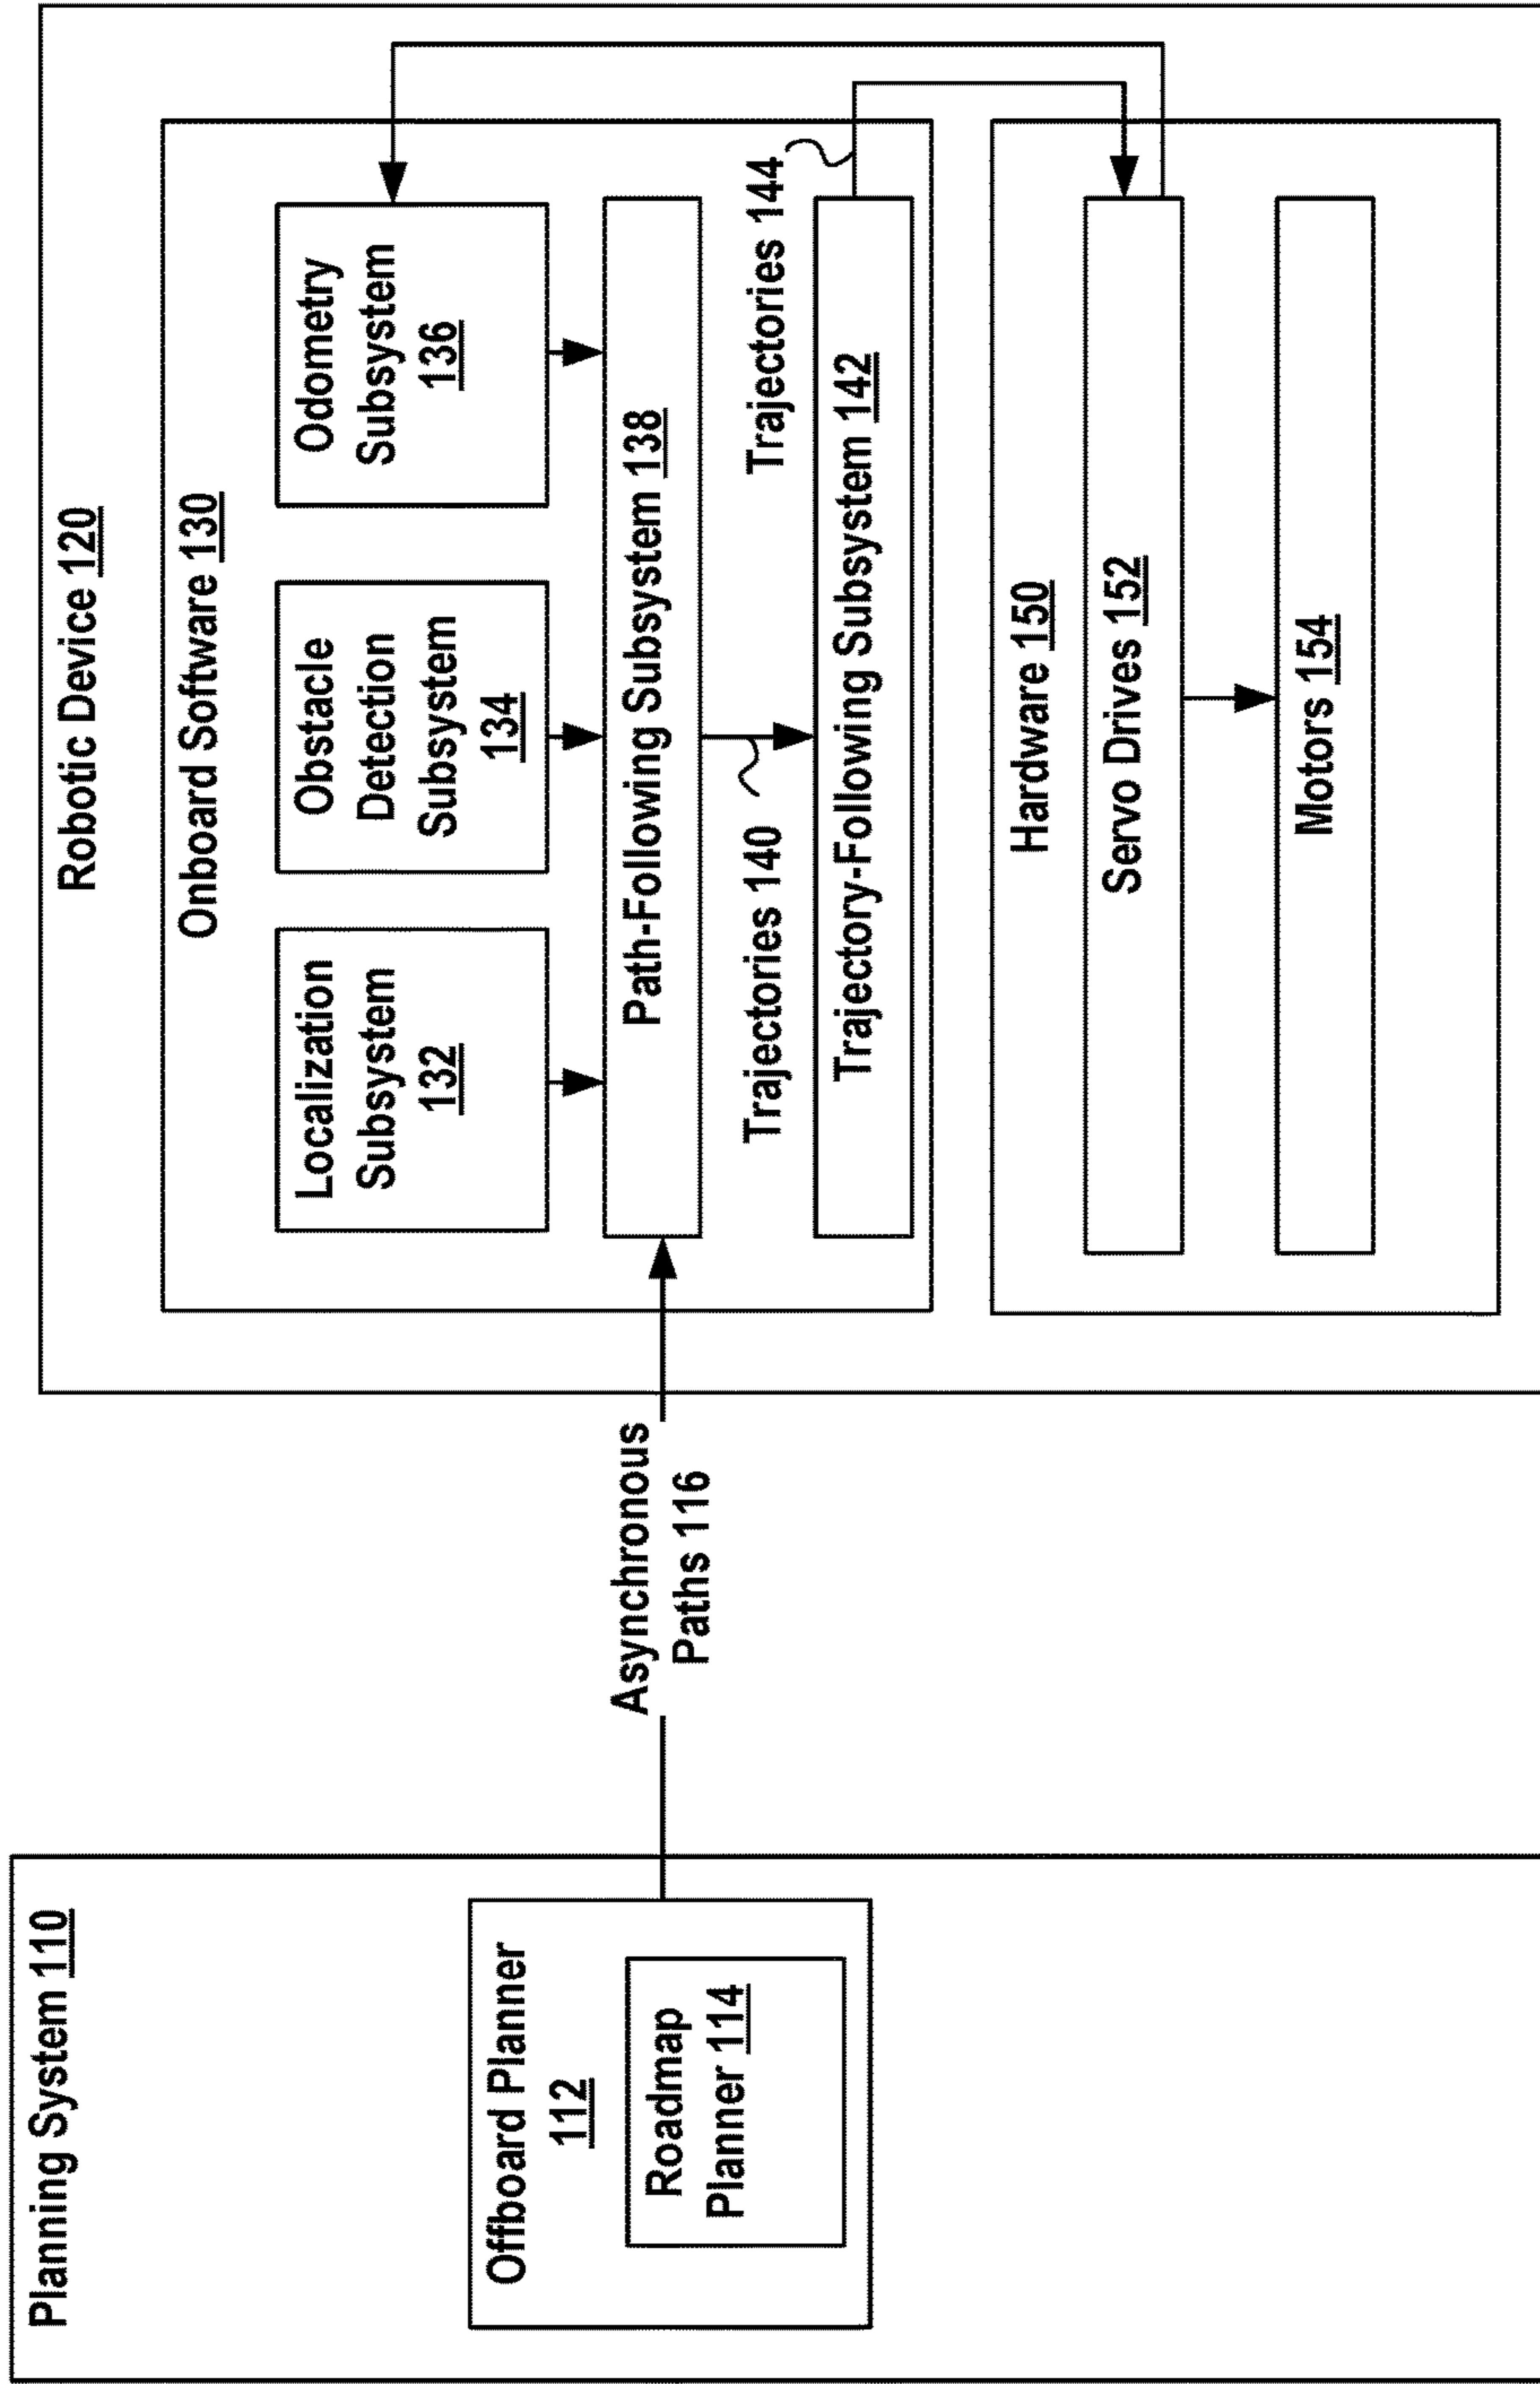 Planning System 110
Offboard Planner
112
Roadmap
Planner 114
Asynchronous
Paths 116
Robotic Device 120
Onboard Software 130
Localization
Subsystem
132
Obstacle
Detection
Subsystem
134
Odometry
Subsystem
136
Path-Following Subsystem 138
Trajectories 140
Trajectories 144
Trajectory-Following Subsystem 142
Hardware 150
Servo Drives 152
Motors 154